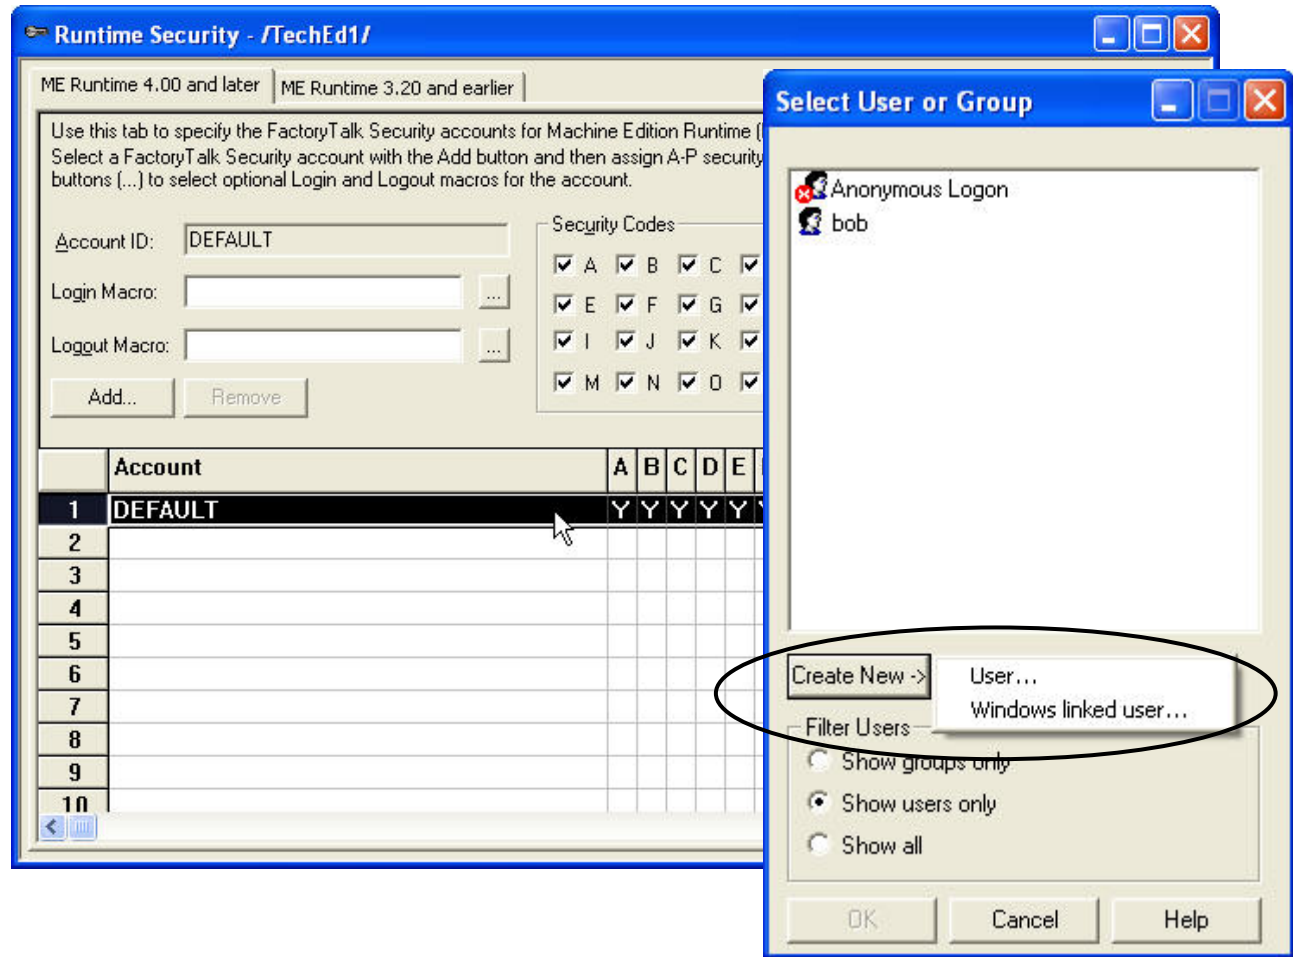 Runtime Security - /TechEd1/
ME Runtime 4.00 and later
ME Runtime 3.20 and earlier
Use this tab to specify the FactoryTalk Security accounts for Machine Edition Runtime (
Select a FactoryTalk Security account with the Add button and then assign A-P security
buttons (...) to select optional Login and Logout macros for the account.
Account ID:
DEFAULT
Login Macro:
...
Logout Macro:
...
Add...
Remove
Security Codes
A B C
E F G
I J K
M N O
Account A B C D E
1 DEFAULT Y Y Y Y Y
2
3
4
5
6
7
8
9
10
Select User or Group
Anonymous Logon
bob
Create New ->
User...
Windows linked user...
Filter Users
Show groups only
Show users only
Show all
OK
Cancel
Help